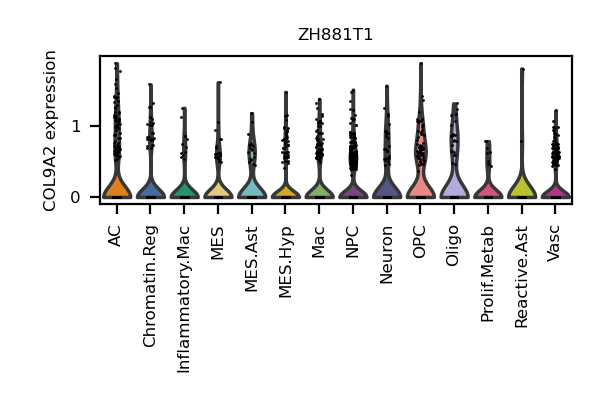 ZH881T1
COL9A2 expression
1
0
AC
Chromatin.Reg
Inflammatory.Mac
MES
MES.Ast
MES.Hyp
Mac
NPC
Neuron
OPC
Oligo
Prolif.Metab
Reactive.Ast
Vasc